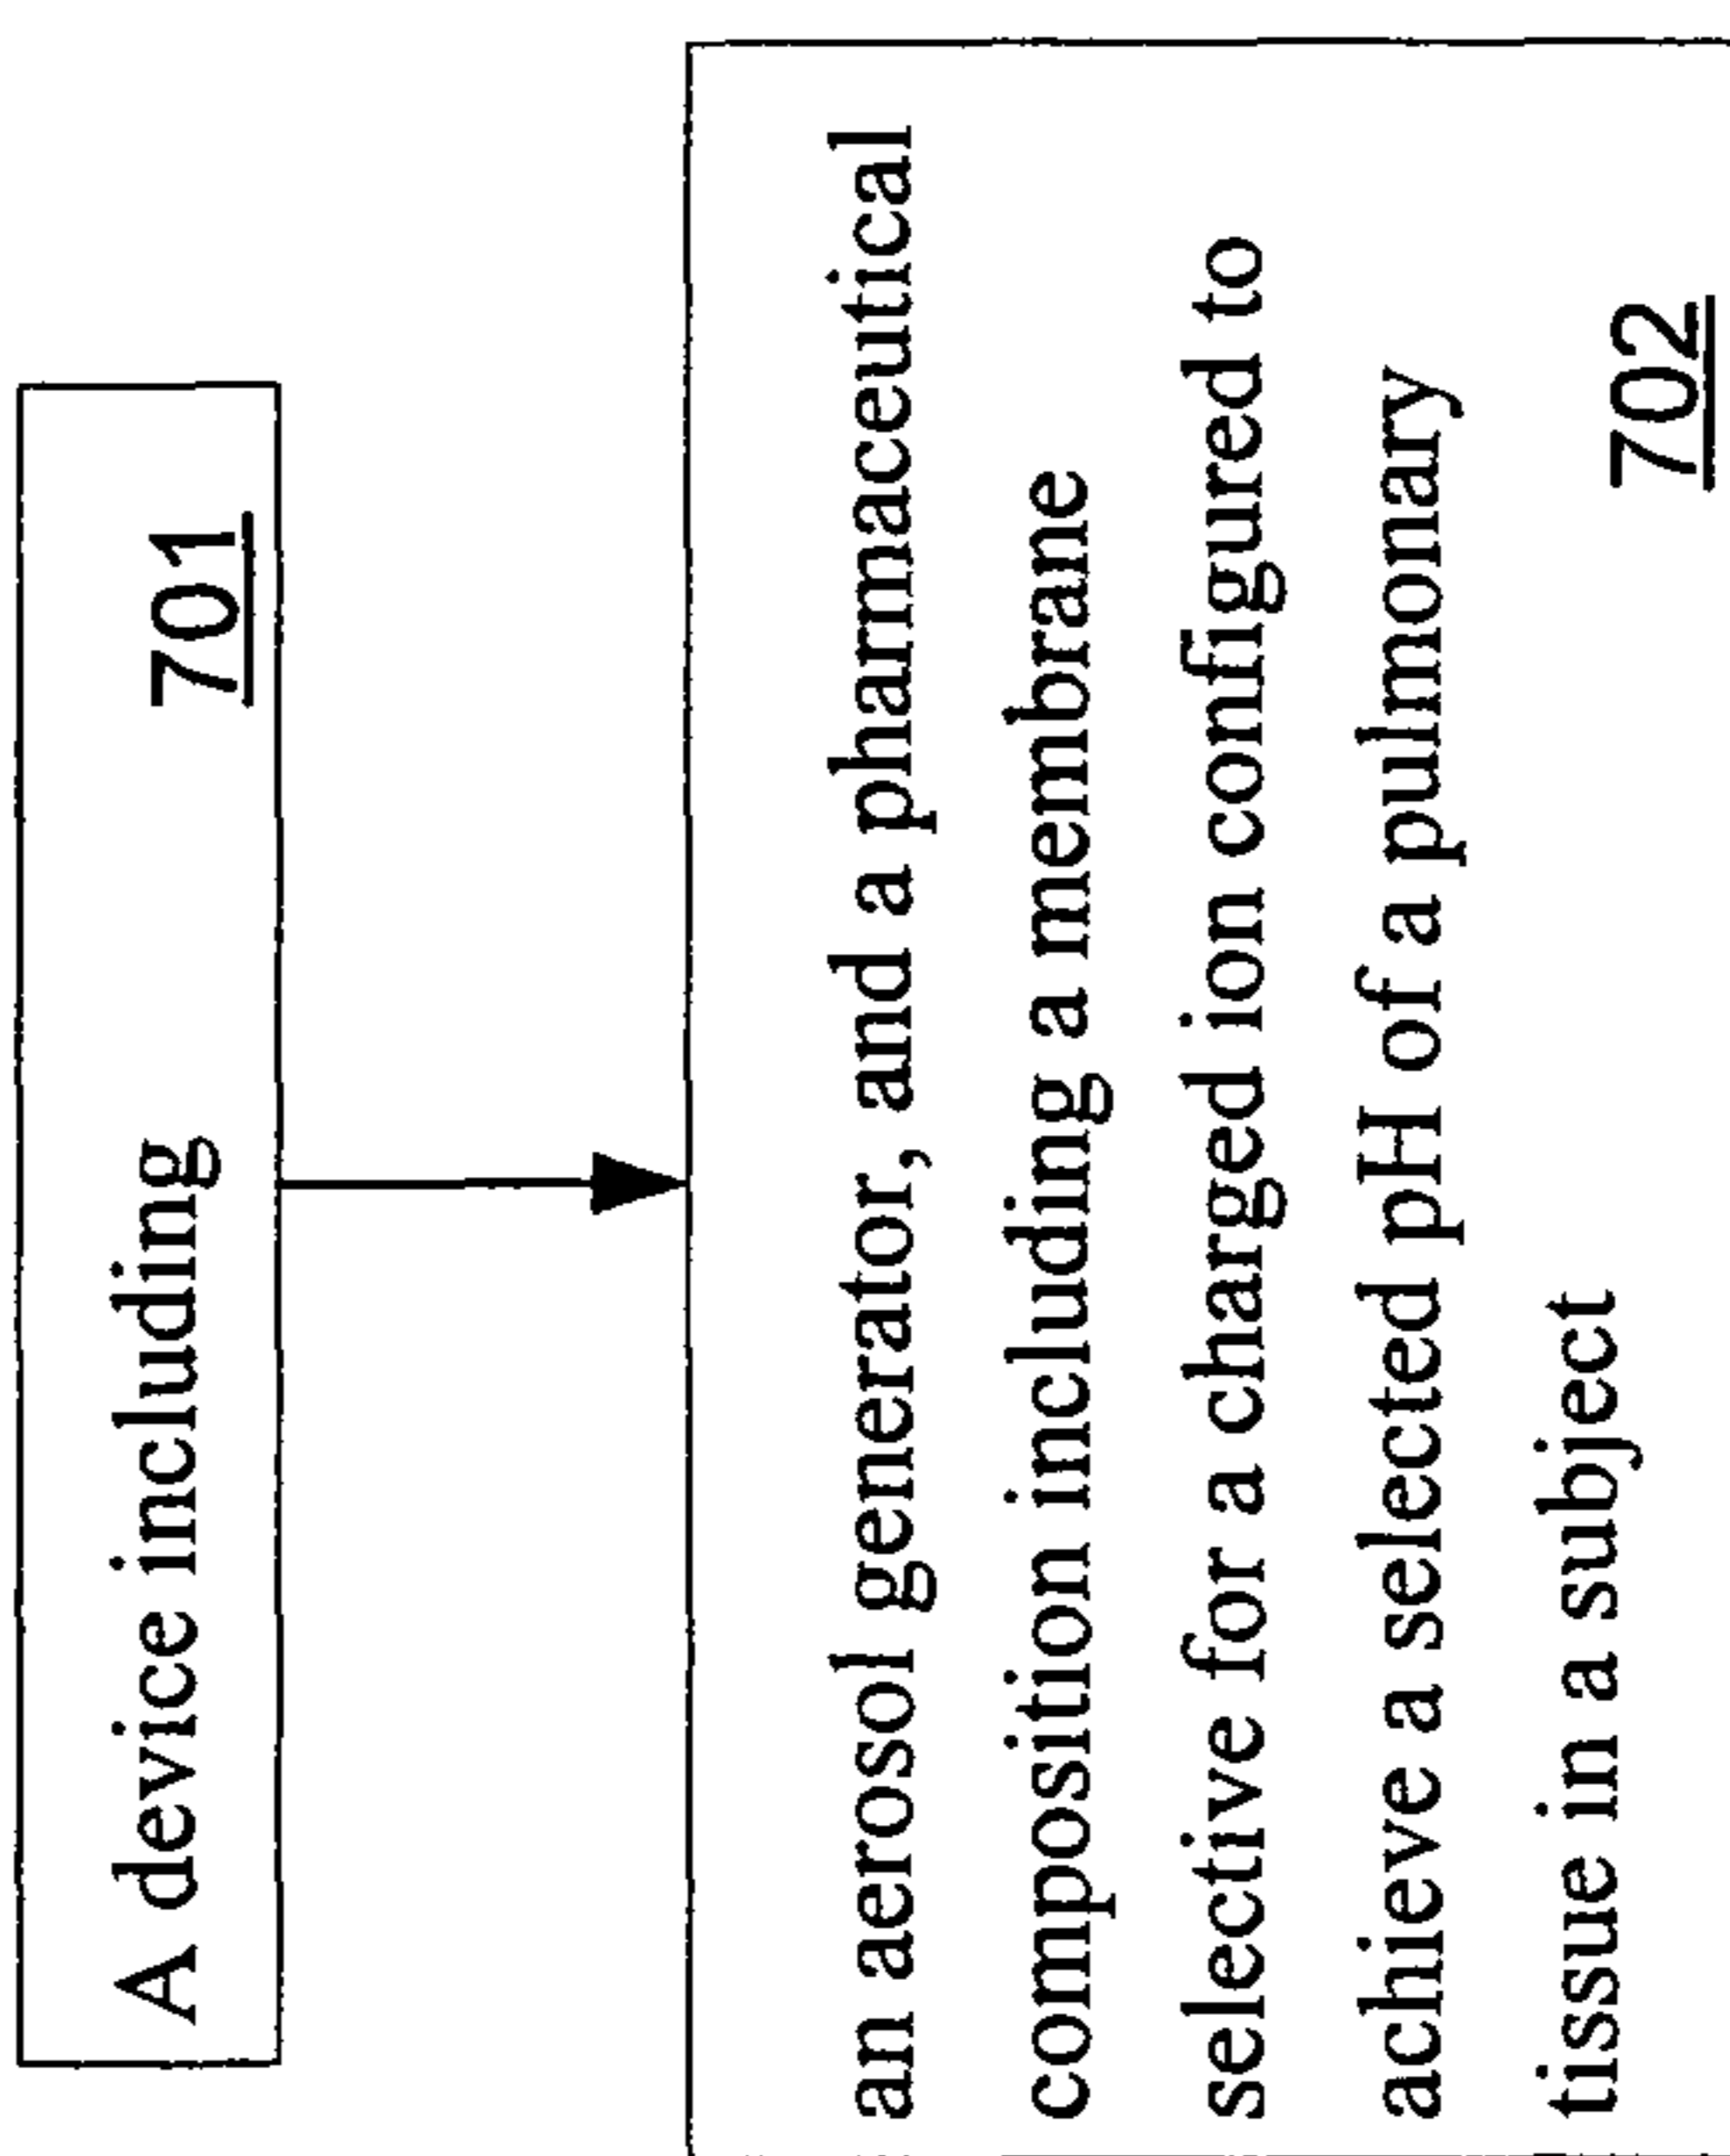 A device including
701
an aerosol generator, and a pharmaceutical
composition including a membrane
selective for a charged ion configured to
achieve a selected pH of a pulmonary
tissue in a subject
702